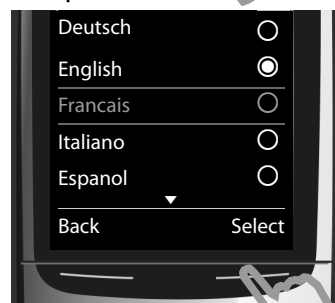 Deutsch
English
Francais
Italiano
Espanol
Back Select